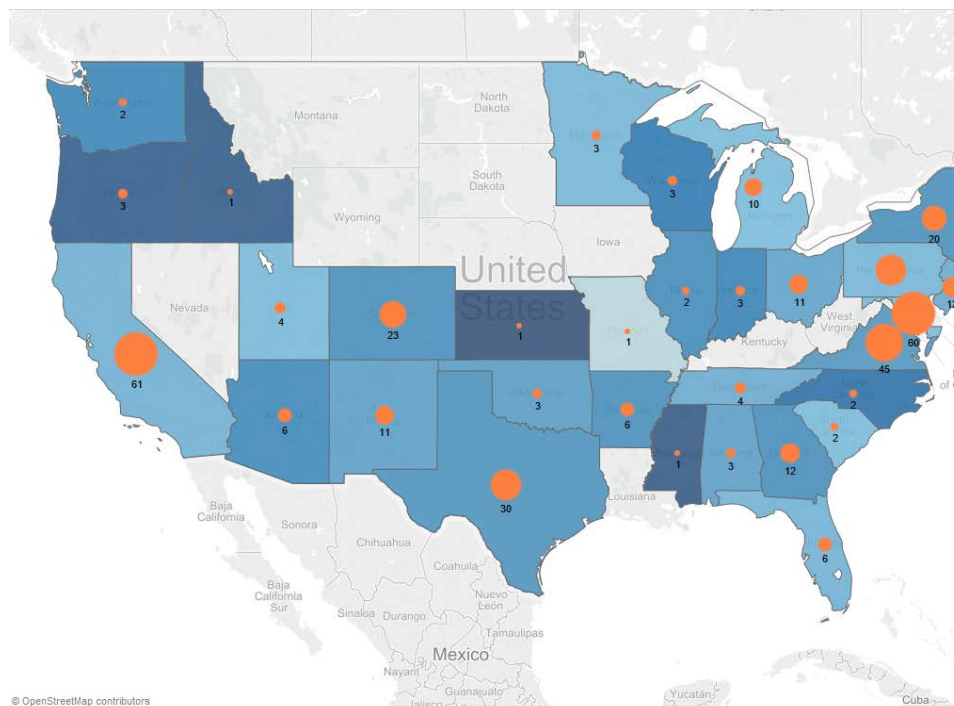 North
Dakota
Montana
2
3
South
Dakota
3
3
10
Michigan
1
Wyoming
20
Iowa
United
States
Nevada
4
23
1
1
2
3
11
12
West
Virginia
Kentucky
60
45
61
6
11
3
6
4
2
2
1
3
12
30
Louisiana
6
Baja
California
Sonora
Chihuahua
Coahuila
Baja
California
Sur
Sinaloa
Durango
Nuevo
León
Tamaulipas
Mexico
Nayarit
Guanajuato
Jalisco
Yucatán
Cuba
© OpenStreetMap contributors